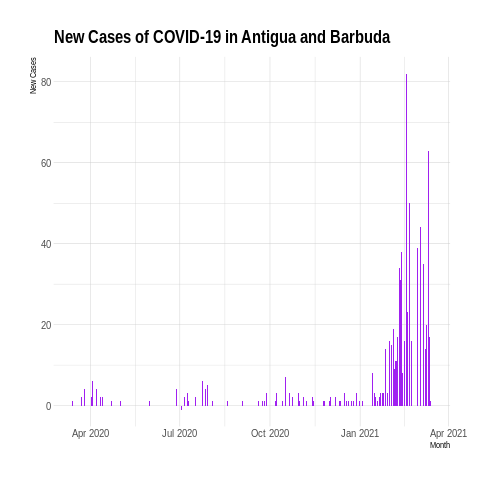 New Cases of COVID-19 in Antigua and Barbuda
New Cases
80
60
40
20
0
Apr 2020 Jul 2020 Oct 2020 Jan 2021 Apr 2021
Month